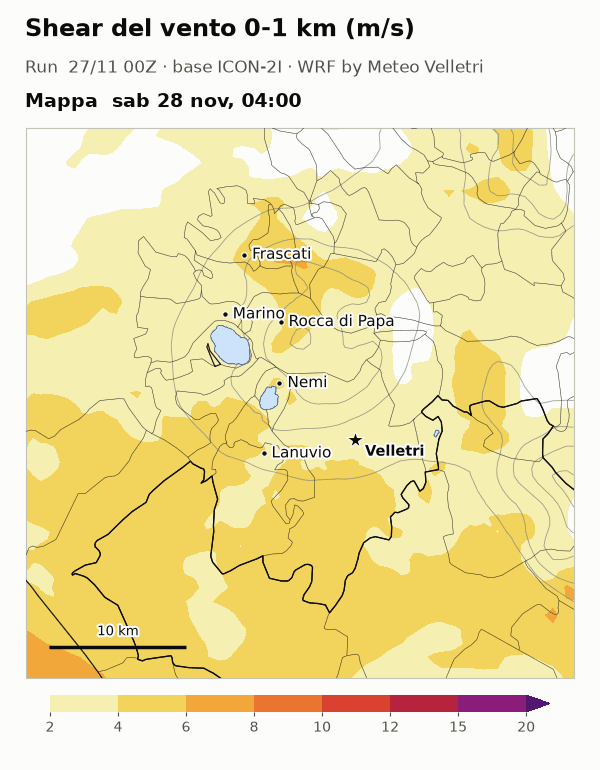 Shear del vento 0-1 km (m/s)
Run  27/11 00Z · base ICON-2I · WRF by Meteo Velletri
Mappa  sab 28 nov, 04:00
Frascati
Marino
Rocca di Papa
Nemi
Velletri
Lanuvio
10 km
2 4 6 8 10 12 15 20